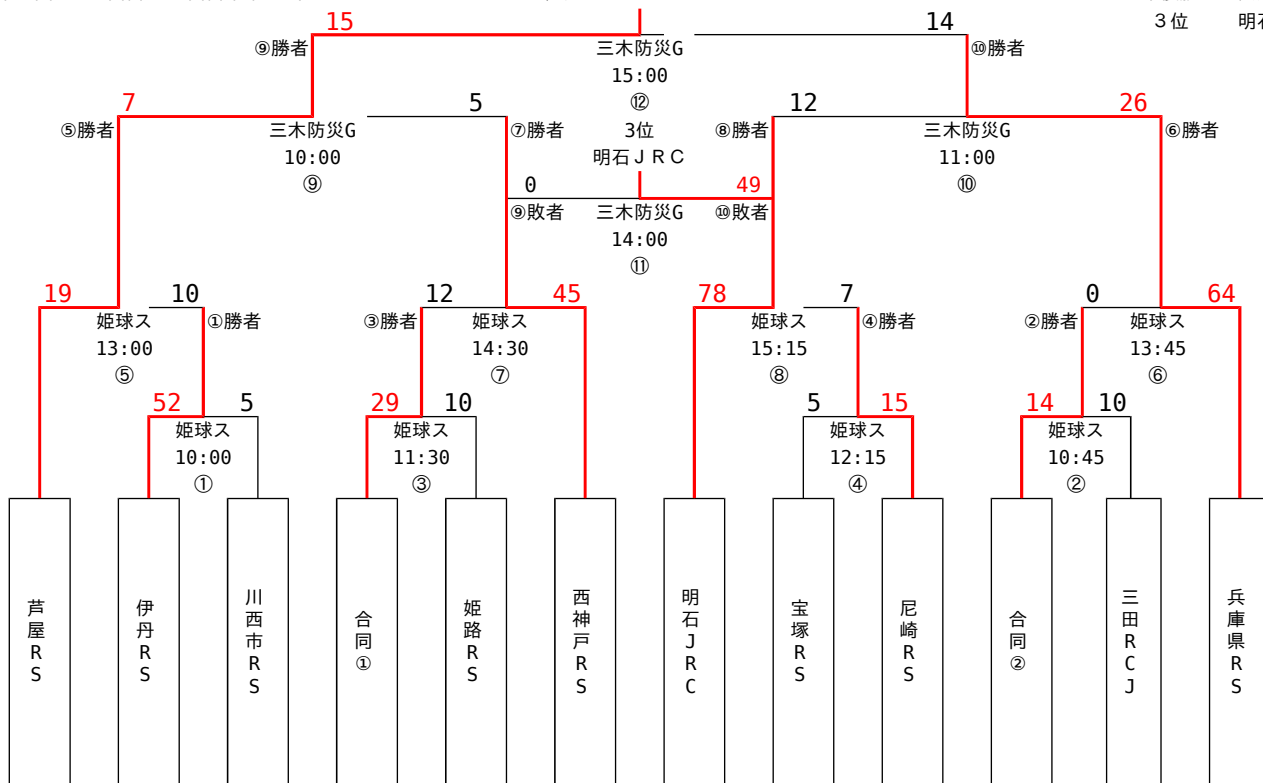 15 14
⑨勝者 三木防災G ⑩勝者 3位
15:00
7 5 ⑫ 12 26
⑤勝者 三木防災G ⑦勝者 3位 ⑧勝者 三木防災G ⑥勝者
10:00 明石JRC 11:00
⑨ 0 49 ⑩
⑨敗者 三木防災G ⑩敗者
14:00
⑪
19 10 12 45 78 7 0 64
姫球ス ①勝者 ③勝者 姫球ス 姫球ス ④勝者 ②勝者 姫球ス
13:00 14:30 15:15 13:45
⑤ ⑦ ⑧ ⑥
52 5 29 10 5 15 14 10
姫球ス 姫球ス 姫球ス 姫球ス
10:00 11:30 12:15 10:45
① ③ ④ ②
芦屋RS
伊丹RS
川西市RS
合同①
姫路RS
西神戸RS
明石JRC
宝塚RS
尼崎RS
合同②
三田RCJ
兵庫県RS